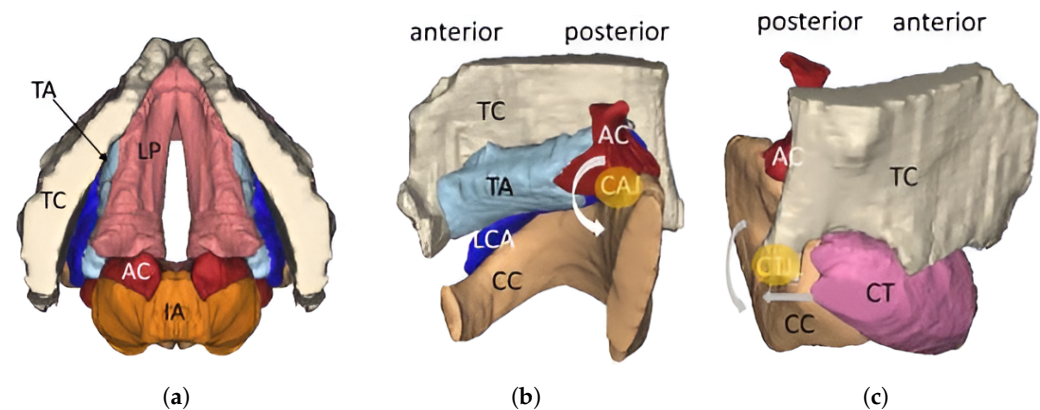 TA
LP
TC
AC
IA
(a)
anterior posterior
TC
AC
TA
CAJ
LCA
CC
(b)
posterior anterior
AC
TC
CTJ
CT
CC
(c)